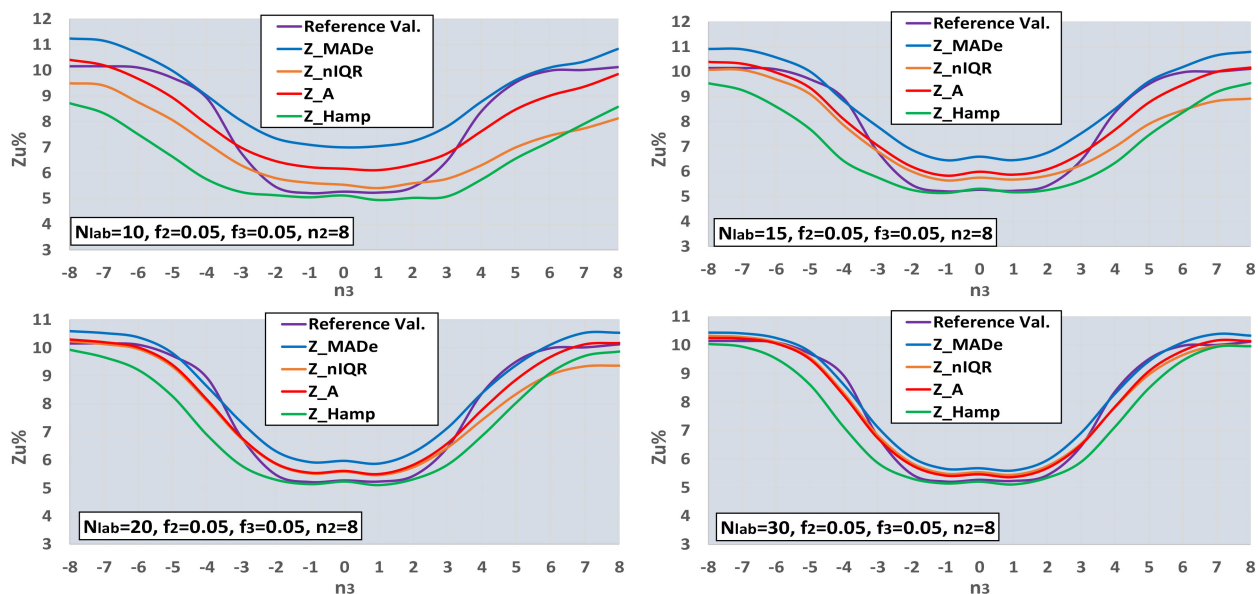 12
11
10
9
8
7
6
5
4
3
Zu%
Reference Val.
Z_MADe
Z_nIQR
Z_A
Z_Hamp
Nlab=10, f2=0.05, f3=0.05, n2=8
-8 -7 -6 -5 -4 -3 -2 -1 0 1 2 3 4 5 6 7 8
n3
12
11
10
9
8
7
6
5
4
3
Zu%
Reference Val.
Z_MADe
Z_nIQR
Z_A
Z_Hamp
Nlab=15, f2=0.05, f3=0.05, n2=8
-8 -7 -6 -5 -4 -3 -2 -1 0 1 2 3 4 5 6 7 8
n3
11
10
9
8
7
6
5
4
3
Zu%
Reference Val.
Z_MADe
Z_nIQR
Z_A
Z_Hamp
Nlab=20, f2=0.05, f3=0.05, n2=8
-8 -7 -6 -5 -4 -3 -2 -1 0 1 2 3 4 5 6 7 8
n3
11
10
9
8
7
6
5
4
3
Zu%
Reference Val.
Z_MADe
Z_nIQR
Z_A
Z_Hamp
Nlab=30, f2=0.05, f3=0.05, n2=8
-8 -7 -6 -5 -4 -3 -2 -1 0 1 2 3 4 5 6 7 8
n3